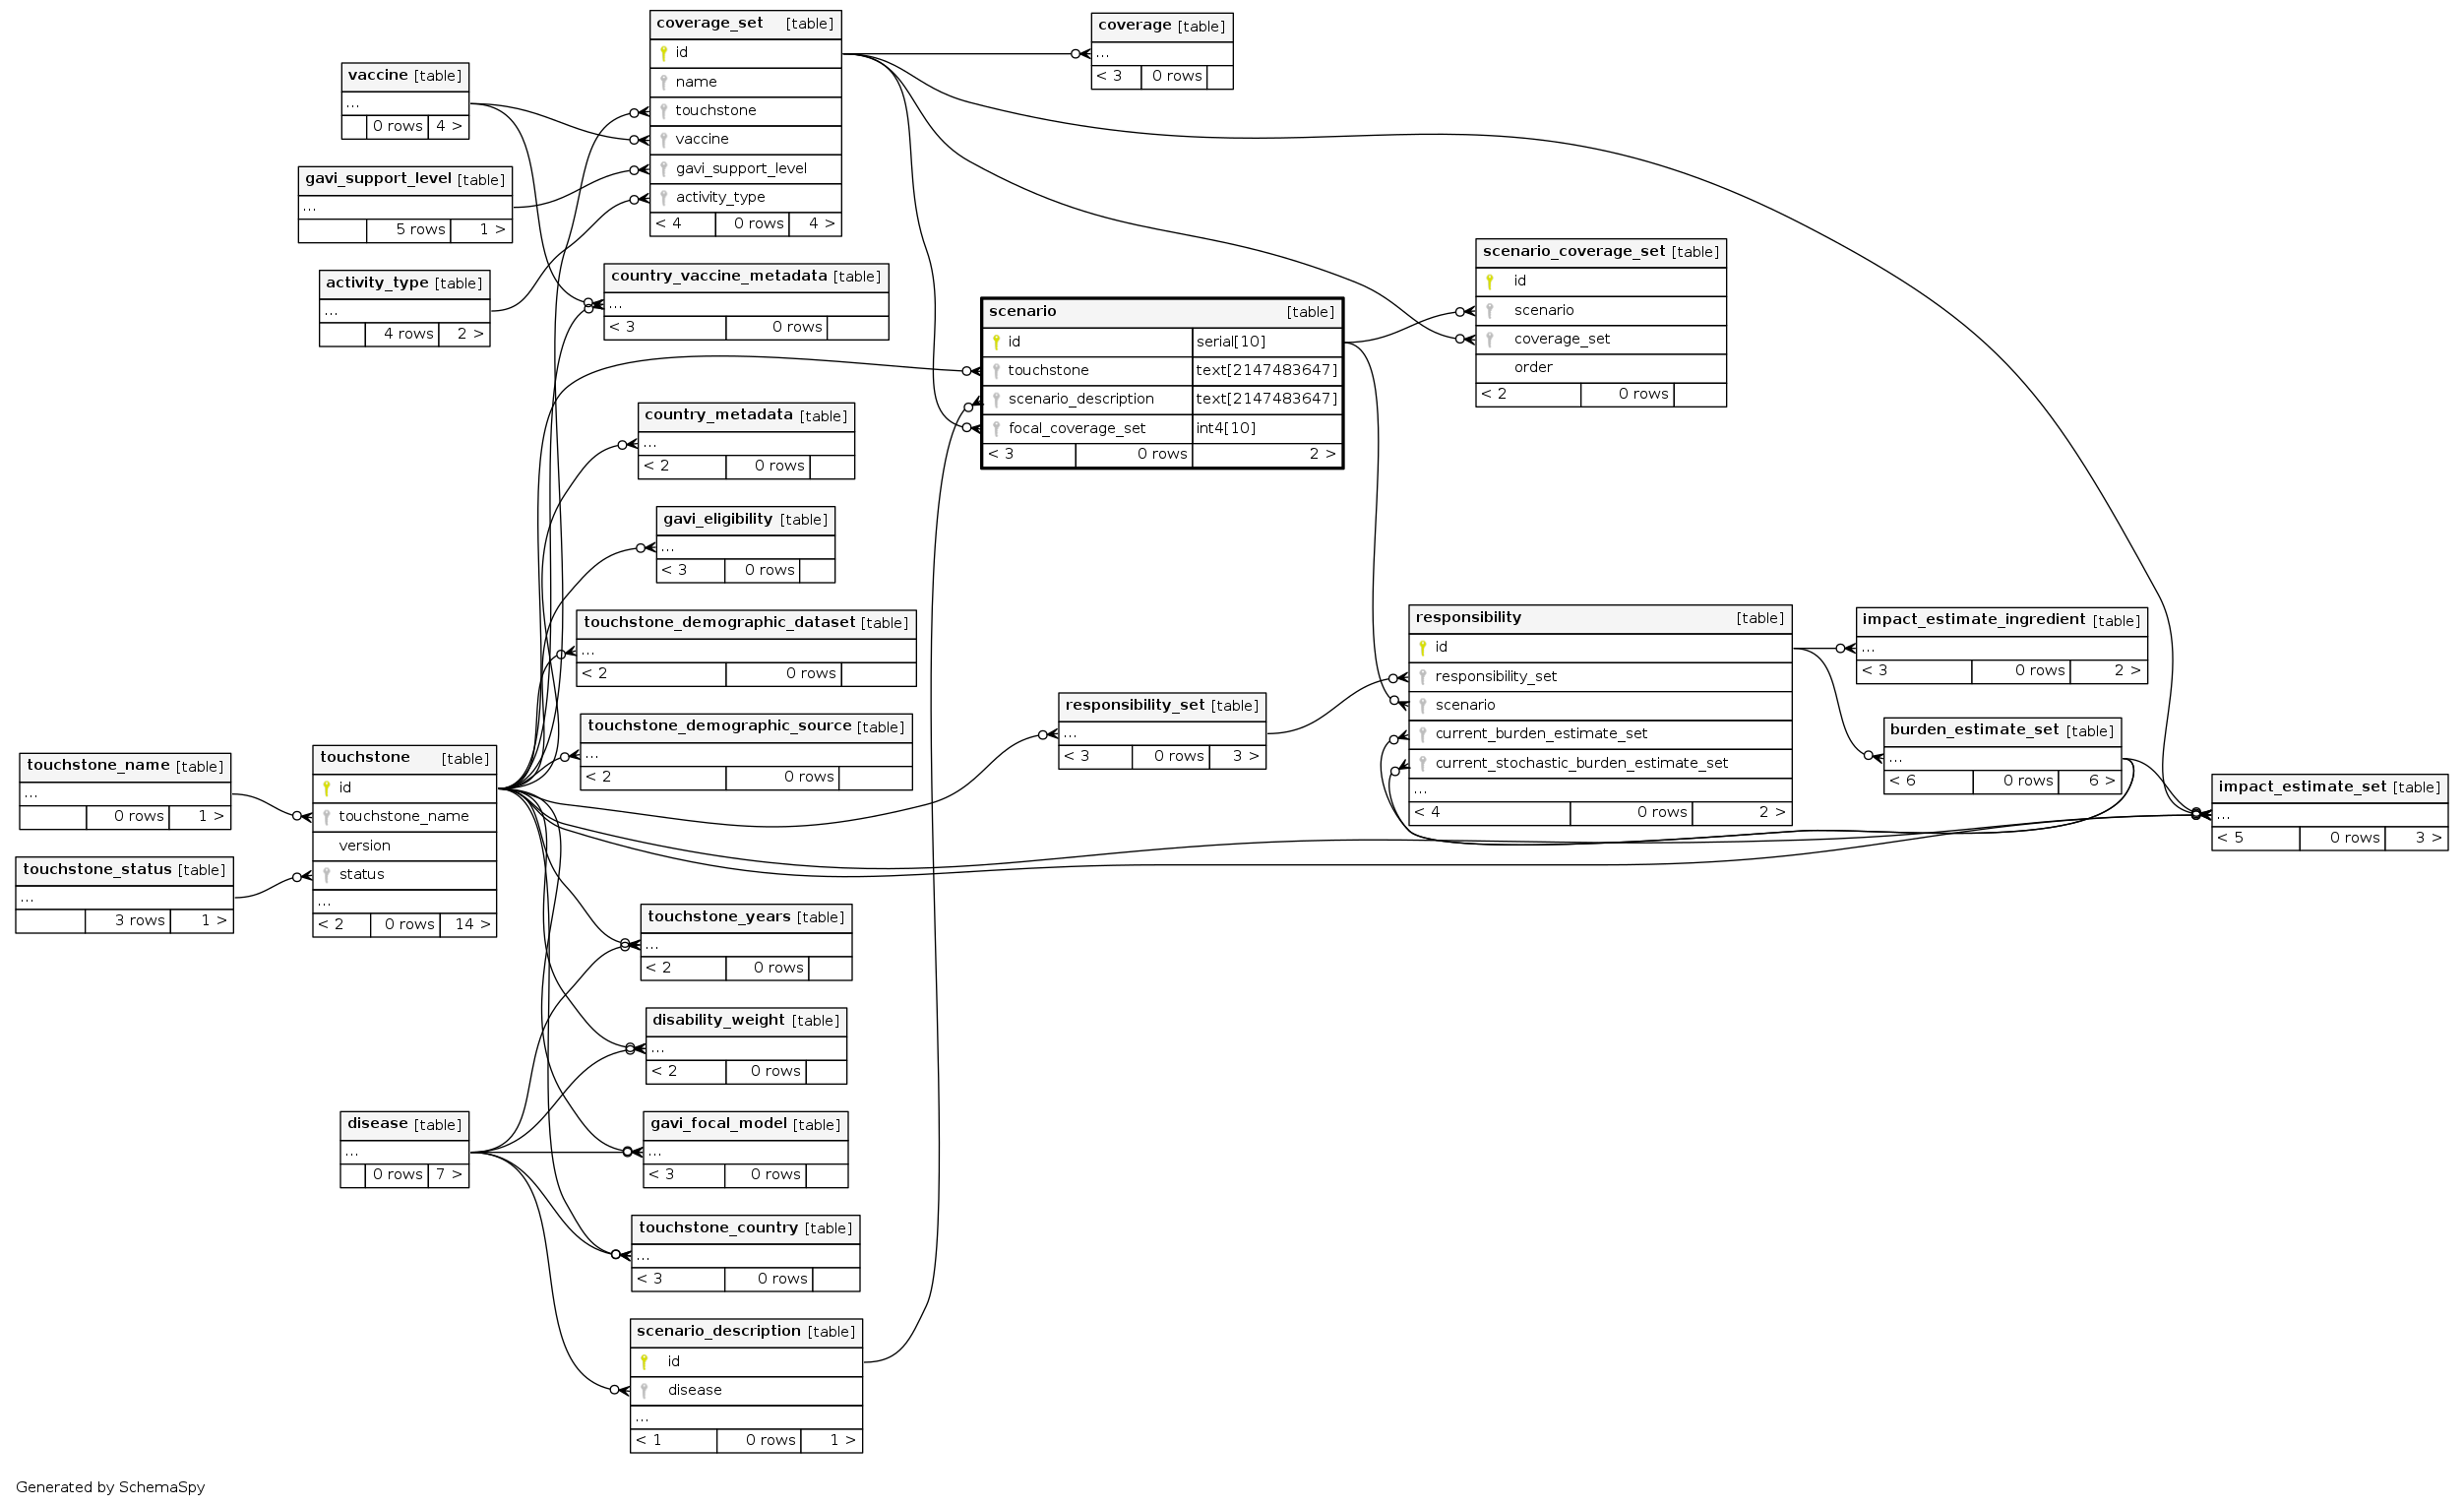 coverage_set [table]
id
name
touchstone
vaccine
gavi_support_level
activity_type
< 4 0 rows 4 >
coverage [table]
...
< 3 0 rows
vaccine [table]
...
0 rows 4 >
gavi_support_level [table]
...
5 rows 1 >
activity_type [table]
...
4 rows 2 >
country_vaccine_metadata [table]
...
< 3 0 rows
scenario_coverage_set [table]
id
scenario
coverage_set
order
< 2 0 rows
scenario [table]
id serial[10]
touchstone text[2147483647]
scenario_description text[2147483647]
focal_coverage_set int4[10]
< 3 0 rows 2 >
country_metadata [table]
...
< 2 0 rows
gavi_eligibility [table]
...
< 3 0 rows
touchstone_demographic_dataset [table]
...
< 2 0 rows
responsibility [table]
id
responsibility_set
scenario
current_burden_estimate_set
current_stochastic_burden_estimate_set
...
< 4 0 rows 2 >
impact_estimate_ingredient [table]
...
< 3 0 rows 2 >
responsibility_set [table]
...
< 3 0 rows 3 >
touchstone_demographic_source [table]
...
< 2 0 rows
burden_estimate_set [table]
...
< 6 0 rows 6 >
impact_estimate_set [table]
...
< 5 0 rows 3 >
touchstone_name [table]
...
0 rows 1 >
touchstone [table]
id
touchstone_name
version
status
...
< 2 0 rows 14 >
touchstone_status [table]
...
3 rows 1 >
touchstone_years [table]
...
< 2 0 rows
disability_weight [table]
...
< 2 0 rows
disease [table]
...
0 rows 7 >
gavi_focal_model [table]
...
< 3 0 rows
touchstone_country [table]
...
< 3 0 rows
scenario_description [table]
id
disease
...
< 1 0 rows 1 >
Generated by SchemaSpy